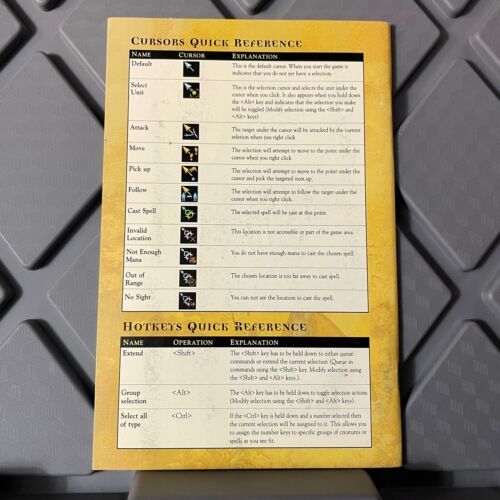 CURSORS QUICK REFERENCE
NAME CURSOR EXPLANATION
Default This is the default cursor. When you start the game it
indicates that you do not yet have a selection.
Select This is the selection cursor and selects the unit under the
Unit cursor when you click. It also appears when you hold down
the <Alt> key and indicates that the selection you make
will be toggled (Modify selection using the <Shift> and
<Alt> keys)
Attack The target under the cursor will be attacked by the current
seletion when you right click
Move The selection will attempt to move to the point under the
cursor when you right click
Pick up The selection will attempt to move to the point under the
cursor and pick the targeted item up.
Follow The selection will attempt to follow the target under the
cursor when you right click.
Cast Spell The selected spell will be cast at this point.
Invalid This location is not accessible or part of the game area.
Location
Not Enough You do not have enough mana to cast the chosen spell.
Mana
Out of The chosen location is too far away to cast spell.
Range
No Sight You can not see the location to cast the spell.
HOTKEYS QUICK REFERENCE
NAME OPERATION EXPLANATION
Extend <Shift> The <Shift> key has to be held down to either queue
commands or extend the current selection (Queue in
commands using the <Shift> key. Modify selection using
the <Shift> and <Alt> keys.).
Group <Alt> The <Alt> key has to be held down to toggle selection actions
selection (Modify selection using the <Shift> and <Alt> keys).
Select all <Ctrl> If the <Ctrl> key is held down and a number selected then
of type the current selection will be assigned to it. This allows you
to assign the number keys to specific groups of creatures or
spells as you see fit.